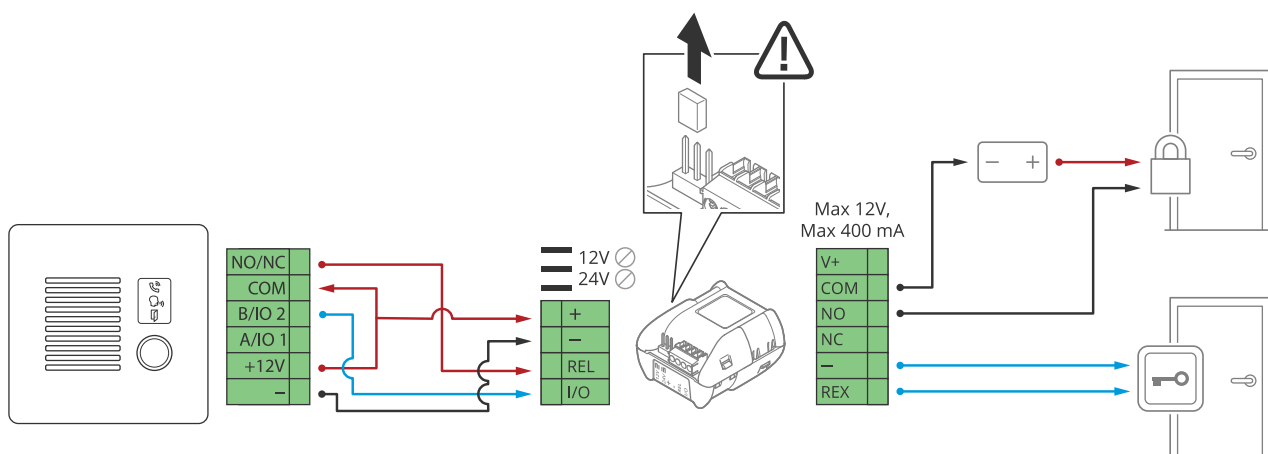 NO/NC
COM
B/IO 2
A/IO 1
+12V
−
12V
24V
+
−
REL
I/O
Max 12V,
Max 400 mA
V+
COM
NO
NC
−
REX
− +